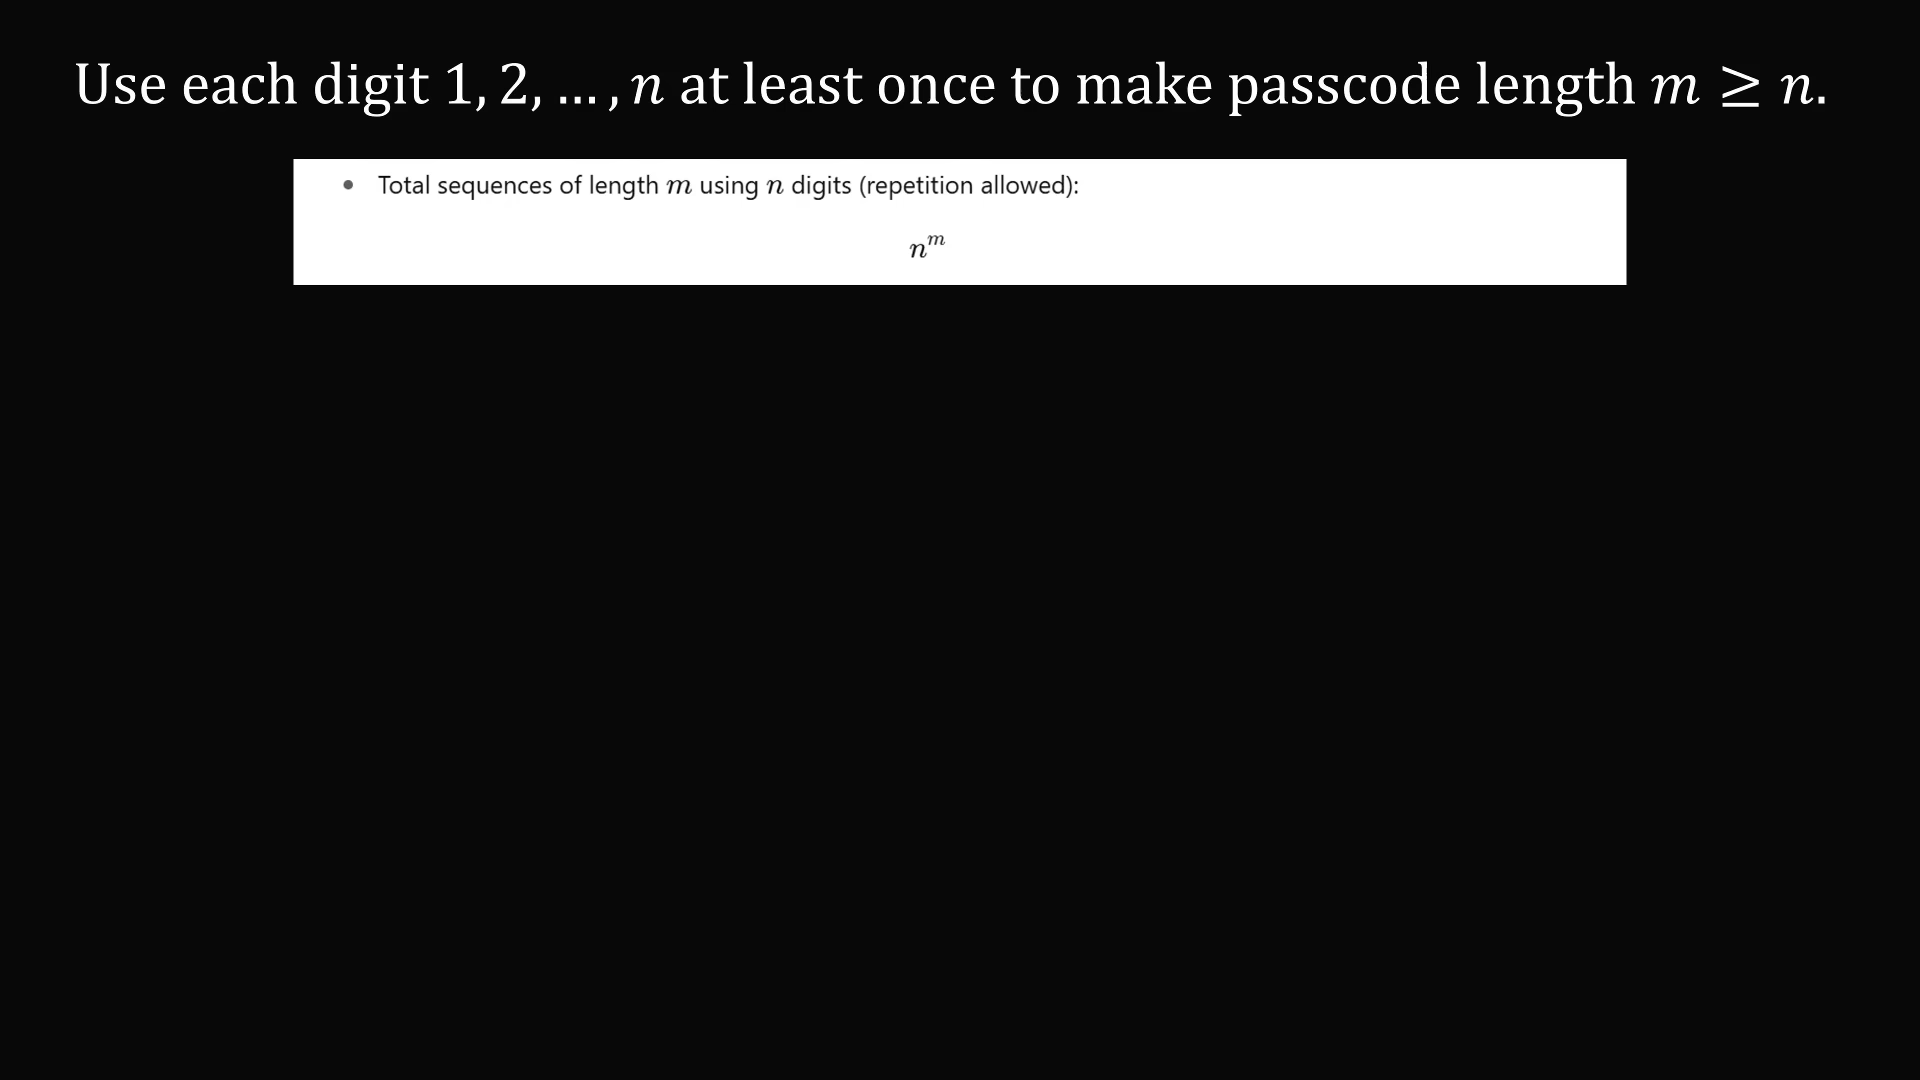 Use each digit 1, 2, … , n at least once to make passcode length m ≥ n.
• Total sequences of length m using n digits (repetition allowed):
nᵐ